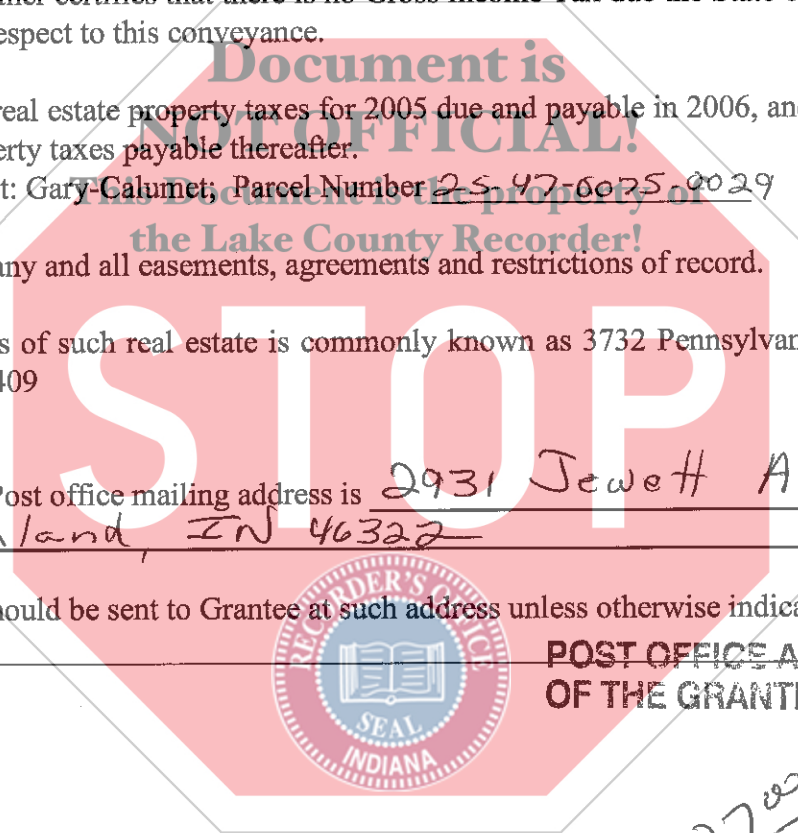 respect to this conveyance.
Document is
real estate property taxes for 2005 due and payable in 2006, and
NOT OFFICIAL!
erty taxes payable thereafter.
t: Gary-Calumet; Parcel Number 25-47-6075-0029
This Document is the property of
the Lake County Recorder!
any and all easements, agreements and restrictions of record.
s of such real estate is commonly known as 3732 Pennsylvan
409
STOP
Post office mailing address is 2931 Jewett A
land, IN 46322
hould be sent to Grantee at such address unless otherwise indica
RECORDER'S OFFICE
SEAL
INDIANA
POST OFFICE A
OF THE GRANT